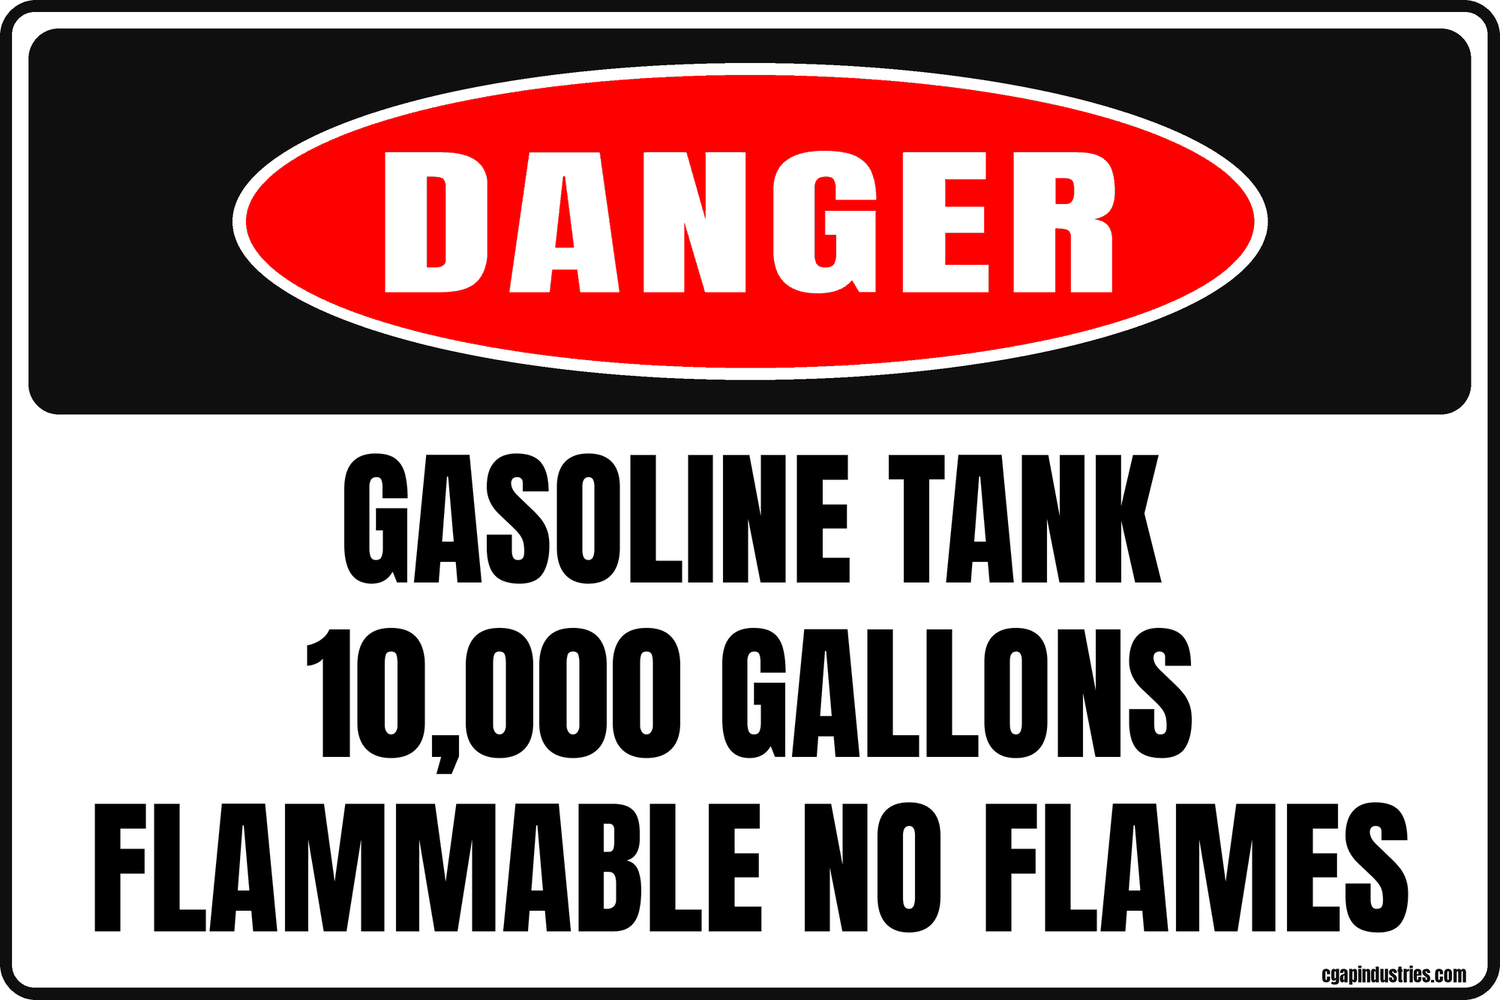 DANGER
GASOLINE TANK
10,000 GALLONS
FLAMMABLE NO FLAMES
cgapindustries.com